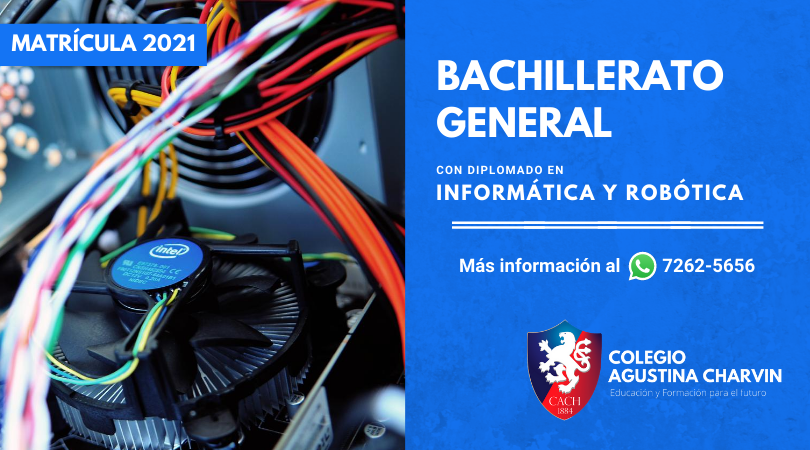 MATRÍCULA 2021
BACHILLERATO
GENERAL
CON DIPLOMADO EN
INFORMÁTICA Y ROBÓTICA
Más información al 7262-5656
intel
CACH
1884
COLEGIO
AGUSTINA CHARVIN
Educación y Formación para el futuro